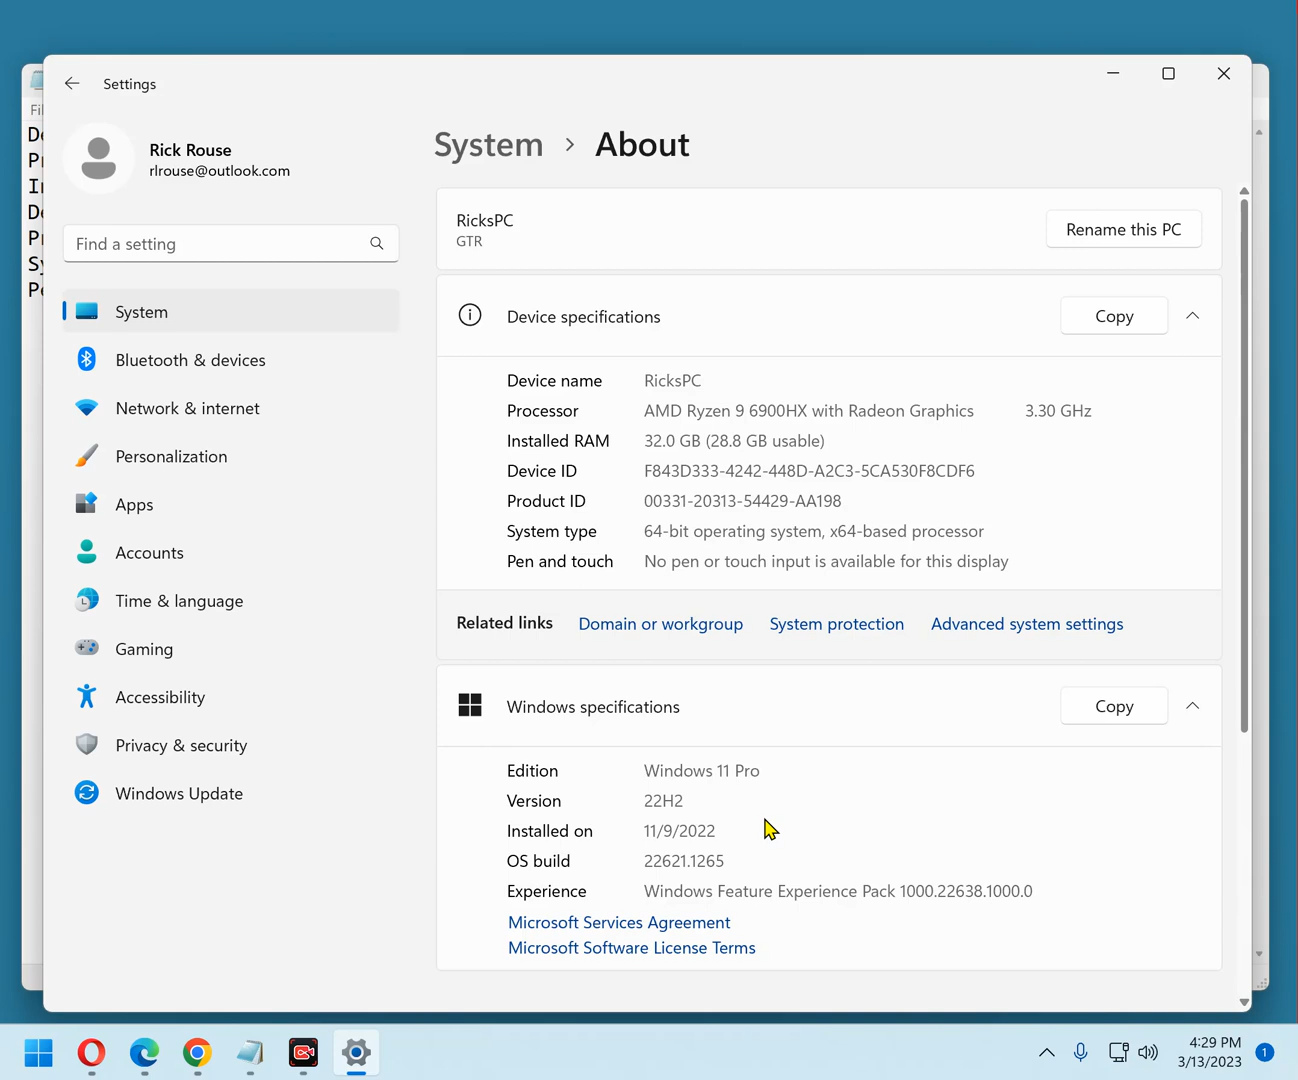 Settings
Rick Rouse
rlrouse@outlook.com
Find a setting
System
Bluetooth & devices
Network & internet
Personalization
Apps
Accounts
Time & language
Gaming
Accessibility
Privacy & security
Windows Update
System > About
RicksPC
GTR
Rename this PC
Device specifications
Copy
Device name RicksPC
Processor AMD Ryzen 9 6900HX with Radeon Graphics 3.30 GHz
Installed RAM 32.0 GB (28.8 GB usable)
Device ID F843D333-4242-448D-A2C3-5CA530F8CDF6
Product ID 00331-20313-54429-AA198
System type 64-bit operating system, x64-based processor
Pen and touch No pen or touch input is available for this display
Related links Domain or workgroup System protection Advanced system settings
Windows specifications
Copy
Edition Windows 11 Pro
Version 22H2
Installed on 11/9/2022
OS build 22621.1265
Experience Windows Feature Experience Pack 1000.22638.1000.0
Microsoft Services Agreement
Microsoft Software License Terms
4:29 PM
3/13/2023
1